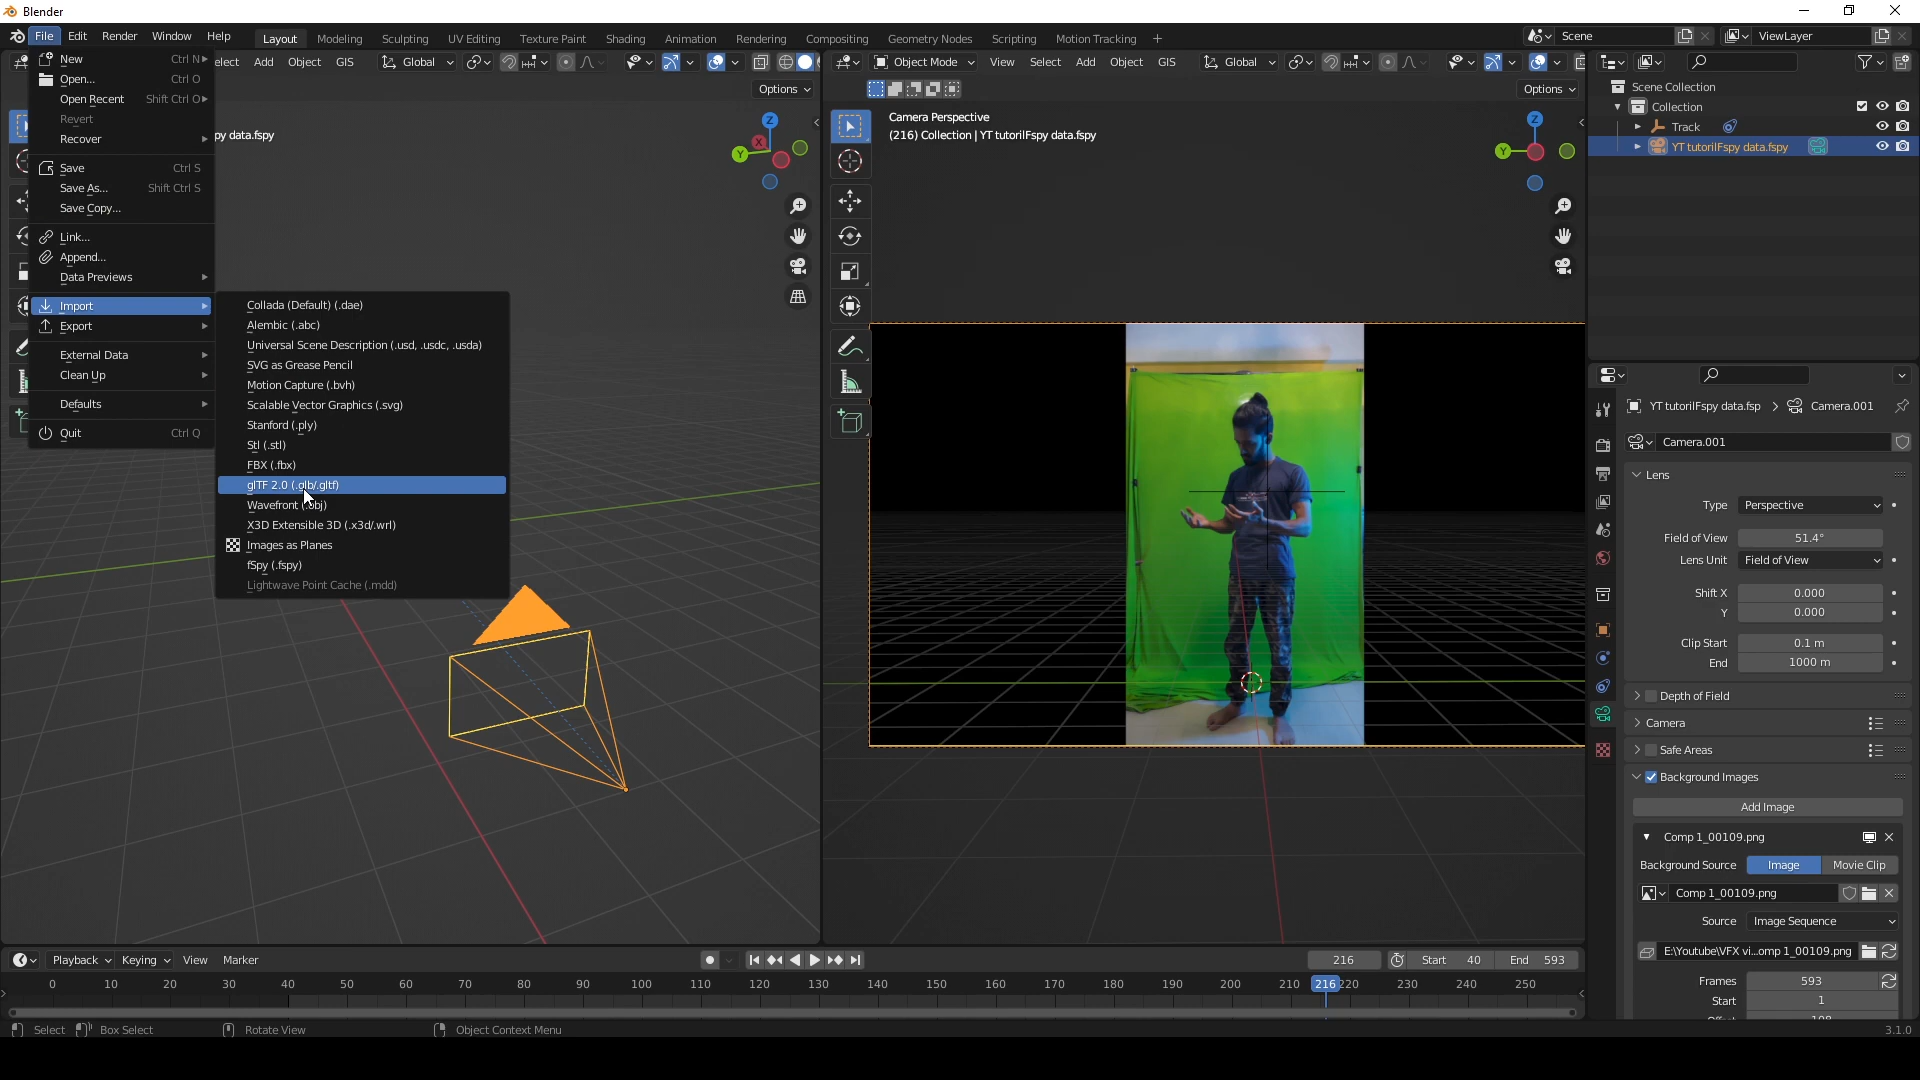 Blender
File Edit Render Window Help Layout Modeling Sculpting UV Editing Texture Paint Shading Animation Rendering Compositing Geometry Nodes Scripting Motion Tracking + Scene ViewLayer
New Ctrl N
Open... Ctrl O
Open Recent Shift Ctrl O
Revert
Recover
Save Ctrl S
Save As... Shift Ctrl S
Save Copy...
Link...
Append...
Data Previews
Import
Export
External Data
Clean Up
Defaults
Quit Ctrl Q
Collada (Default) (.dae)
Alembic (.abc)
Universal Scene Description (.usd, .usdc, .usda)
SVG as Grease Pencil
Motion Capture (.bvh)
Scalable Vector Graphics (.svg)
Stanford (.ply)
Stl (.stl)
FBX (.fbx)
glTF 2.0 (.glb/.gltf)
Wavefront (.obj)
X3D Extensible 3D (.x3d/.wrl)
Images as Planes
fSpy (.fspy)
Lightwave Point Cache (.mdd)
elect Add Object GIS Global
Options
py data.fspy
Z
X
Y
Object Mode View Select Add Object GIS Global
Options
Camera Perspective
(216) Collection | YT tutorilFspy data.fspy
Z
Y
Scene Collection
Collection
Track
YT tutorilFspy data.fspy
YT tutorilFspy data.fsp > Camera.001
Camera.001
Lens
Type Perspective
Field of View 51.4°
Lens Unit Field of View
Shift X 0.000
Y 0.000
Clip Start 0.1 m
End 1000 m
Depth of Field
Camera
Safe Areas
Background Images
Add Image
Comp 1_00109.png
Background Source Image Movie Clip
Comp 1_00109.png
Source Image Sequence
E:\Youtube\VFX vi...omp 1_00109.png
Frames 593
Start 1
Playback Keying View Marker 216 Start 40 End 593
0 10 20 30 40 50 60 70 80 90 100 110 120 130 140 150 160 170 180 190 200 210 216 220 230 240 250
Select Box Select Rotate View Object Context Menu 3.1.0